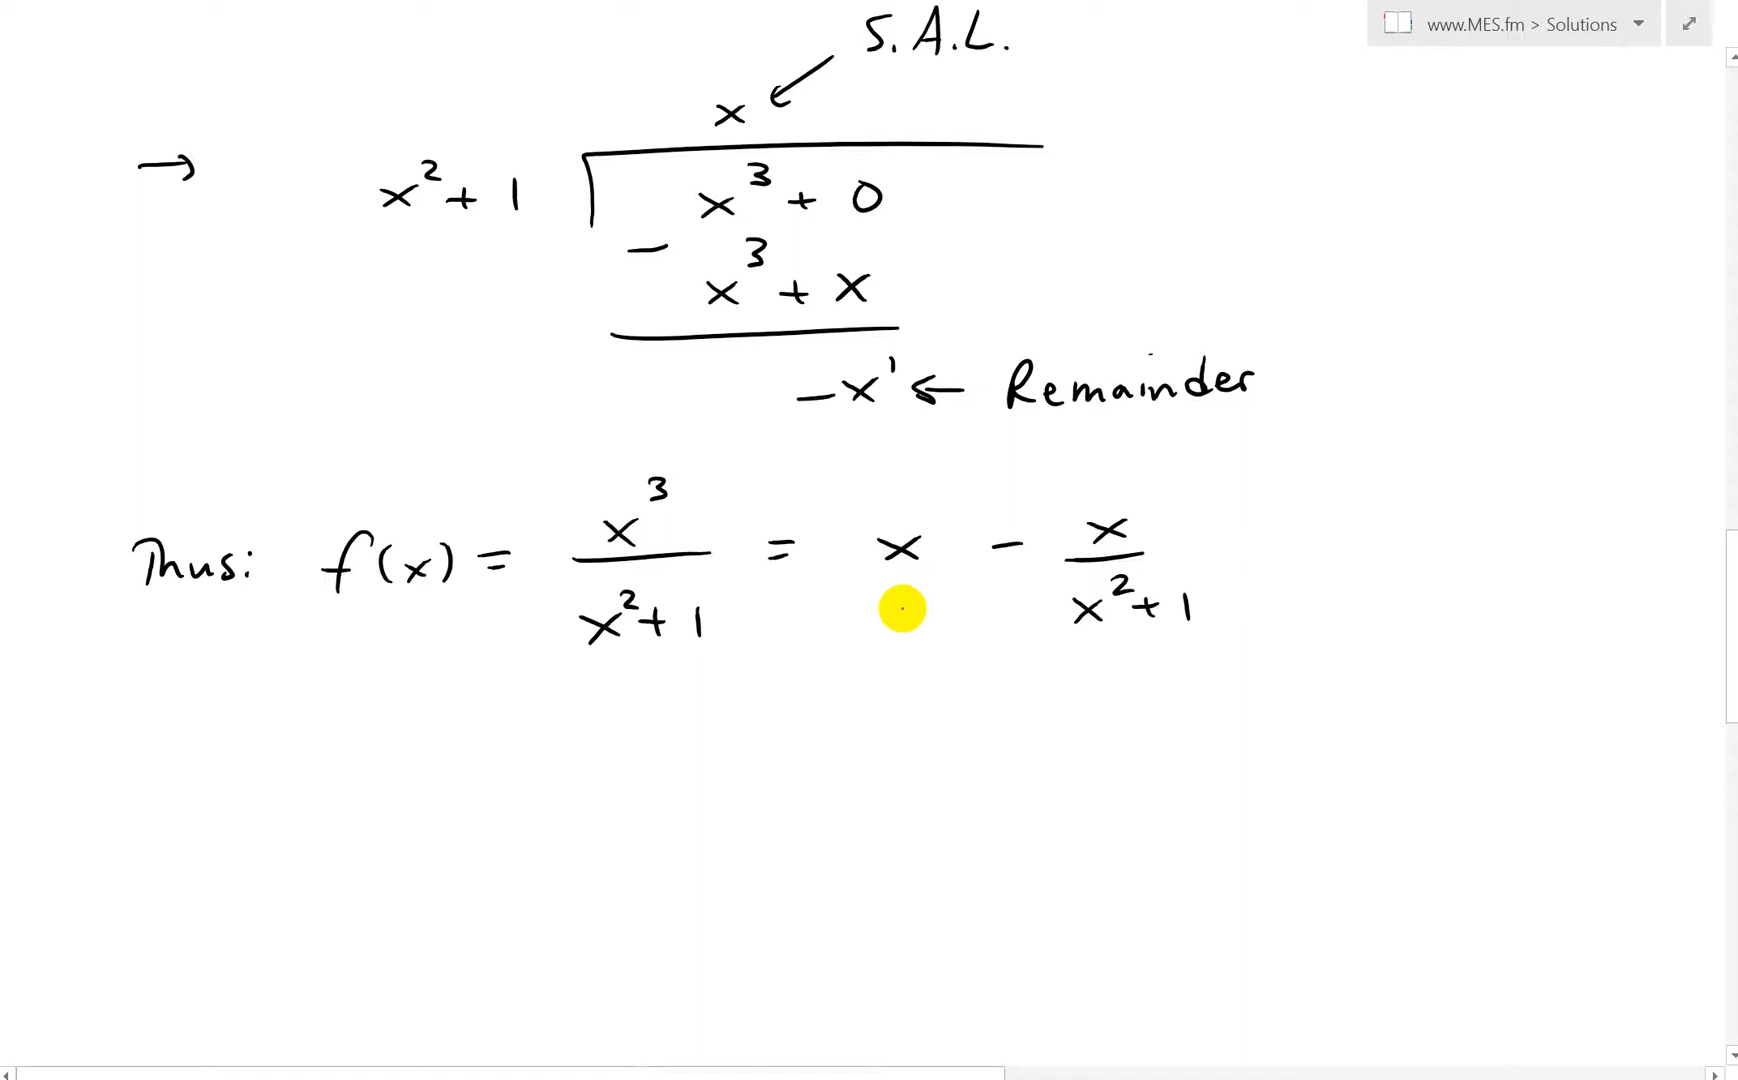 www.MES.fm > Solutions
S.A.L.
x
→ x² + 1 x³ + 0
− x³ + x
−x¹ ← Remainder
Thus: f(x) = x³/(x²+1) = x − x/(x²+1)